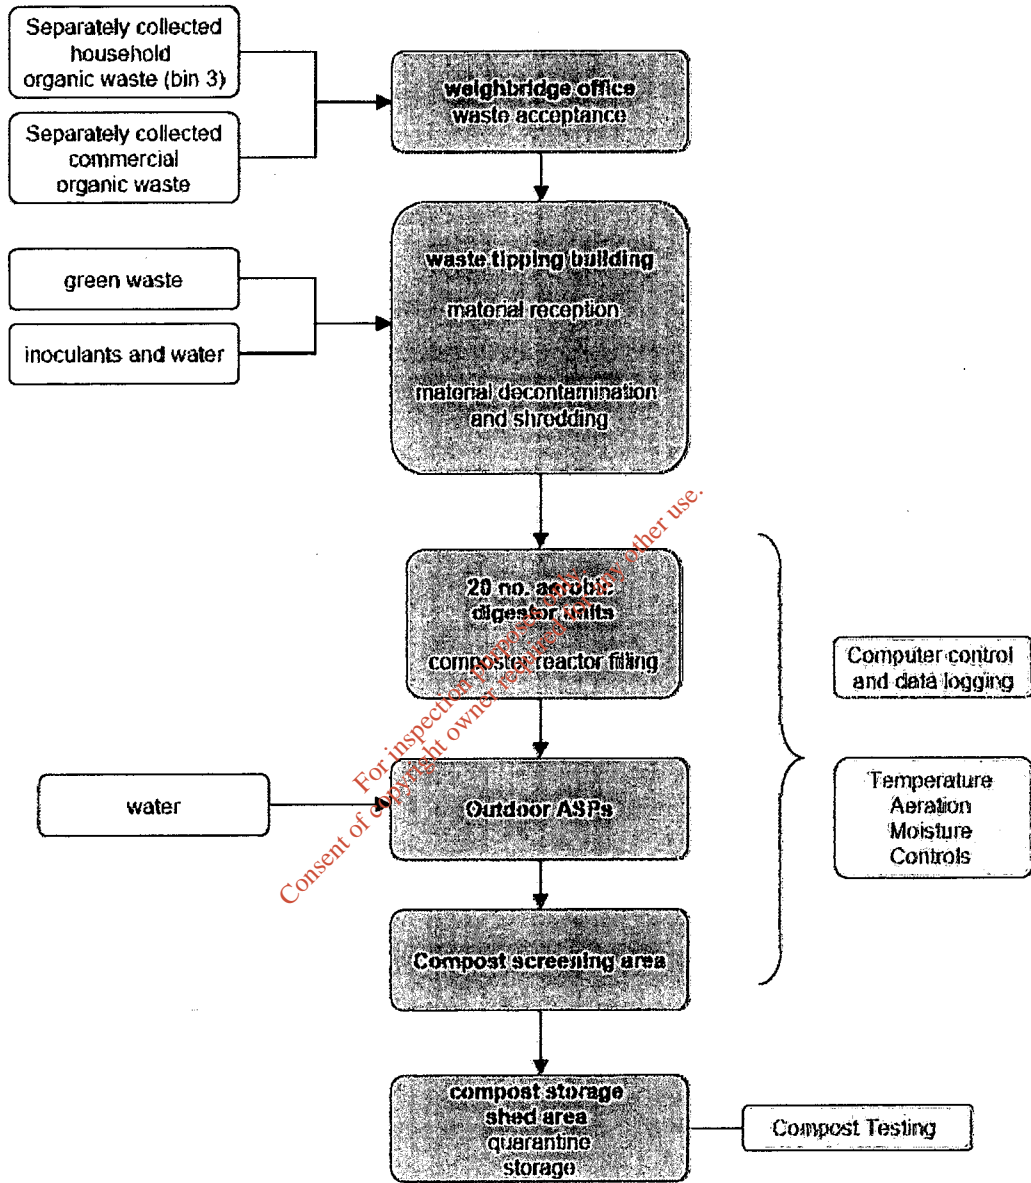 Separately collected
household
organic waste (bin 3)
Separately collected
commercial
organic waste
weighbridge office
waste acceptance
green waste
inoculants and water
waste tipping building
material reception
material decontamination
and shredding
20 no. aerobic
digestor units
composter reactor filling
Computer control
and data logging
water
Outdoor ASPs
Temperature
Aeration
Moisture
Controls
Compost screening area
compost storage
shed area
quarantine
storage
Compost Testing
For inspection purposes only.
Consent of copyright owner required for any other use.